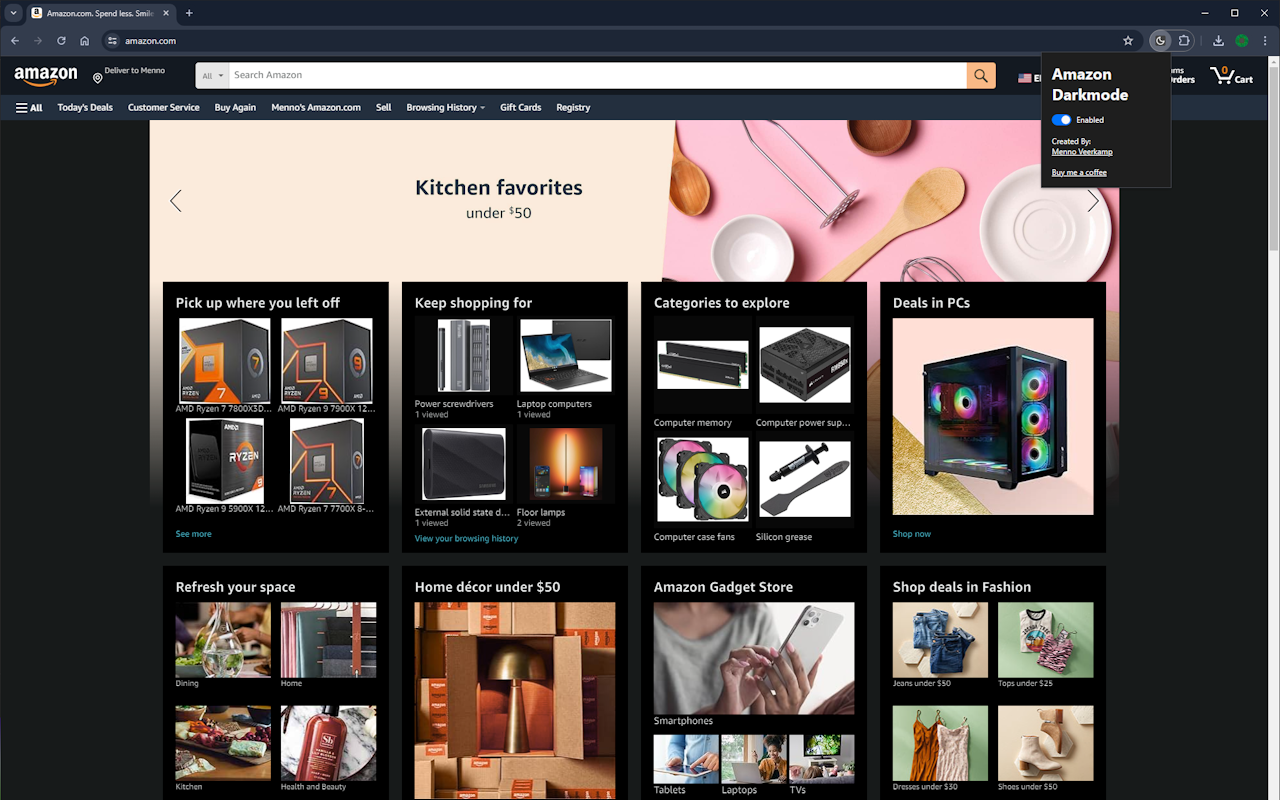 Amazon.com. Spend less. Smile
amazon.com
amazon
Deliver to Menno
All
Search Amazon
0
Cart
All
Today's Deals
Customer Service
Buy Again
Menno's Amazon.com
Sell
Browsing History
Gift Cards
Registry
Amazon
Darkmode
Enabled
Created By:
Menno Veerkamp
Buy me a coffee
Kitchen favorites
under $50
Pick up where you left off
AMD Ryzen 7 7800X3D...
AMD Ryzen 9 7900X 12...
AMD Ryzen 9 5900X 12...
AMD Ryzen 7 7700X 8-...
See more
Keep shopping for
Power screwdrivers
1 viewed
Laptop computers
1 viewed
External solid state d...
1 viewed
Floor lamps
2 viewed
View your browsing history
Categories to explore
Computer memory
Computer power sup...
Computer case fans
Silicon grease
Deals in PCs
Shop now
Refresh your space
Dining
Home
Kitchen
Health and Beauty
Home décor under $50
Amazon Gadget Store
Smartphones
Tablets
Laptops
TVs
Shop deals in Fashion
Jeans under $50
Tops under $25
Dresses under $30
Shoes under $50